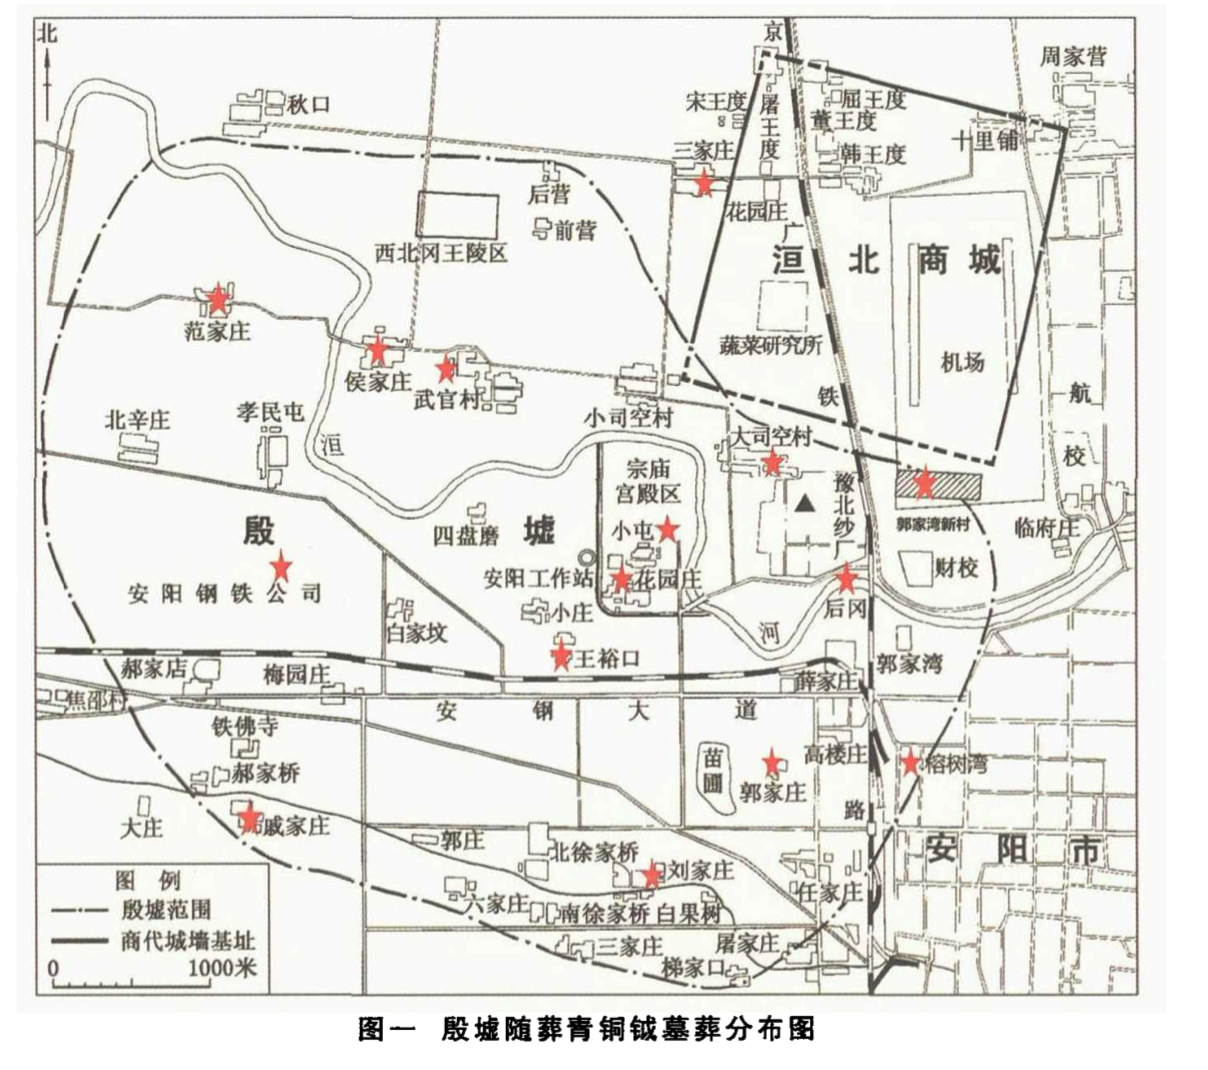 北
京
周家营
秋口
宋王度
屠王度
屈王度
董王度
十里铺
三家庄
韩王度
后营
花园庄
前营
广
西北冈王陵区
洹北商城
范家庄
蔬菜研究所
机场
侯家庄
武官村
铁
航
北辛庄
孝民屯
小司空村
大司空村
洹
校
宗庙
宫殿区
豫北纱厂
殷墟
四盘磨
小屯
郭家湾新村
临府庄
安阳工作站
花园庄
财校
安阳钢铁公司
小庄
后冈
白家坟
河
王裕口
郭家湾
郝家店
梅园庄
薛家庄
焦邵村
安钢大道
铁佛寺
高楼庄
苗圃
榕树湾
郝家桥
郭家庄
大庄
戚家庄
路
郭庄
北徐家桥
安阳市
刘家庄
图 例
任家庄
六家庄
南徐家桥
白果树
殷墟范围
商代城墙基址
三家庄
屠家庄
0 1000米
梯家口
图一 殷墟随葬青铜钺墓葬分布图